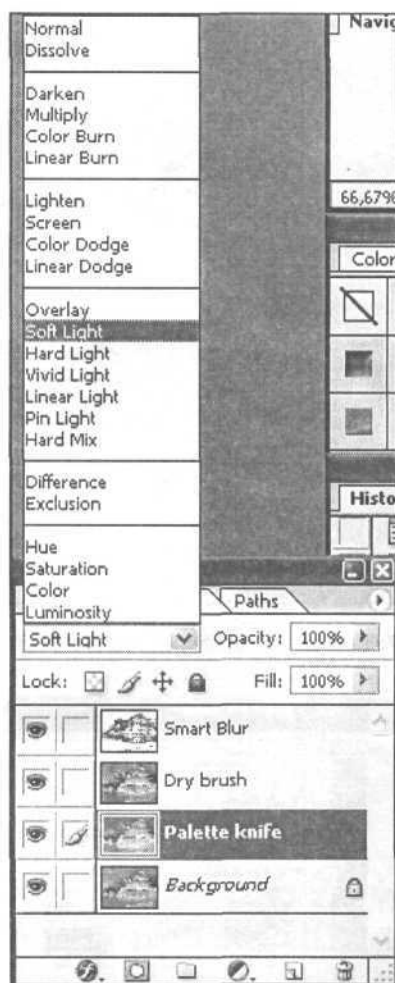 Normal
Dissolve
Darken
Multiply
Color Burn
Linear Burn
Lighten
Screen
Color Dodge
Linear Dodge
Overlay
Soft Light
Hard Light
Vivid Light
Linear Light
Pin Light
Hard Mix
Difference
Exclusion
Hue
Saturation
Color
Luminosity
Navig
66,67%
Color
Histo
Paths
Soft Light Opacity: 100%
Lock: Fill: 100%
Smart Blur
Dry brush
Palette knife
Background